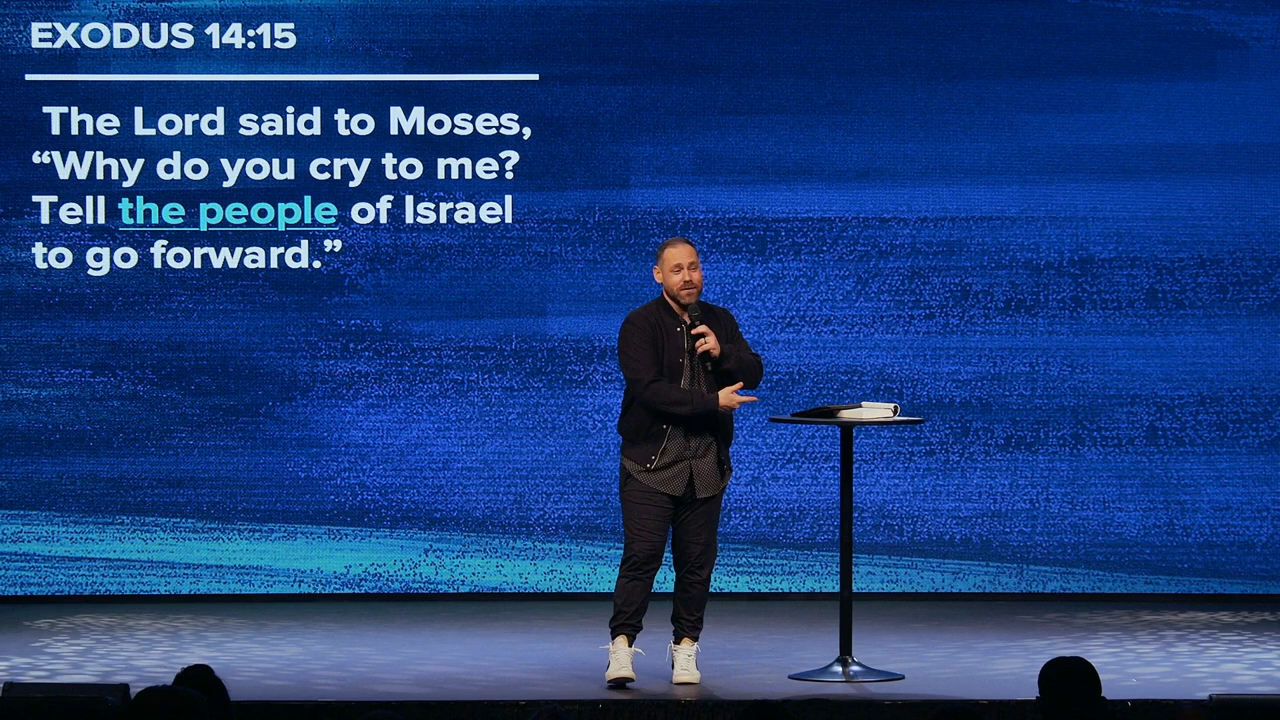 EXODUS 14:15
The Lord said to Moses,
“Why do you cry to me?
Tell the people of Israel
to go forward.”